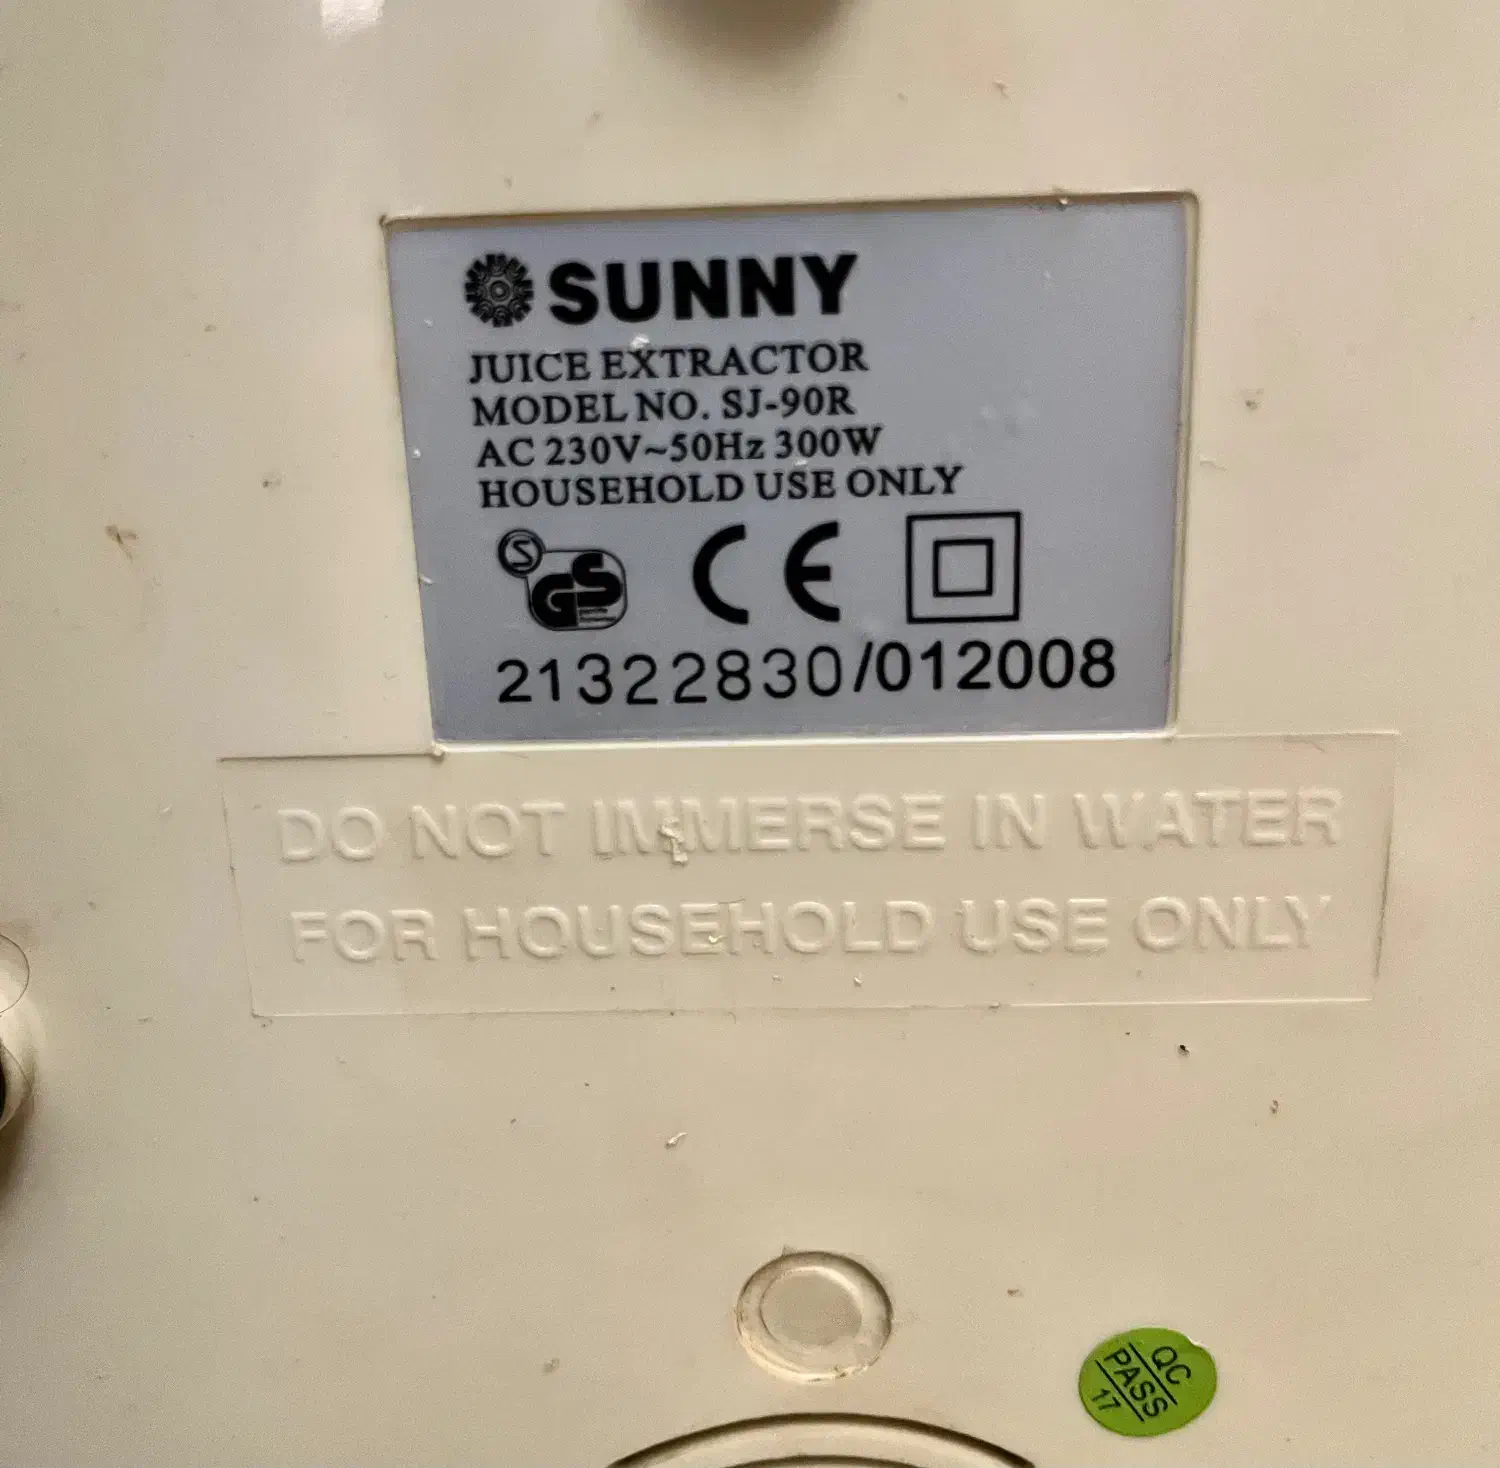 SUNNY
JUICE EXTRACTOR
MODEL NO. SJ-90R
AC 230V~50Hz 300W
HOUSEHOLD USE ONLY
S GS CE
21322830/012008
DO NOT IMMERSE IN WATER
FOR HOUSEHOLD USE ONLY
QC
PASS
17